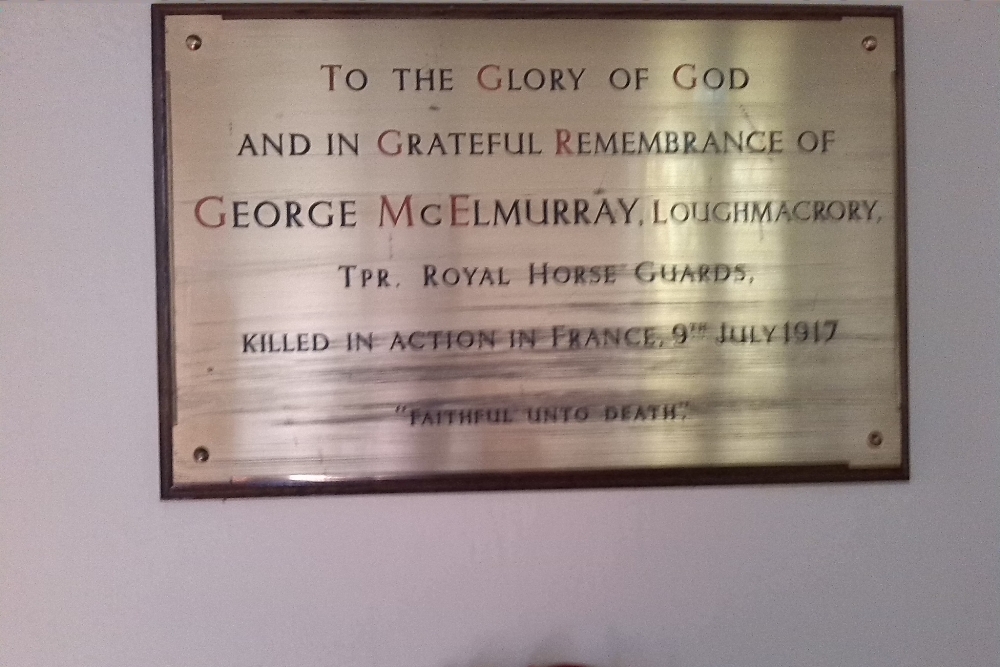 TO THE GLORY OF GOD
AND IN GRATEFUL REMEMBRANCE OF
GEORGE McELMURRAY, LOUGHMACRORY,
TPR. ROYAL HORSE GUARDS,
KILLED IN ACTION IN FRANCE, 9TH JULY 1917
"FAITHFUL UNTO DEATH."